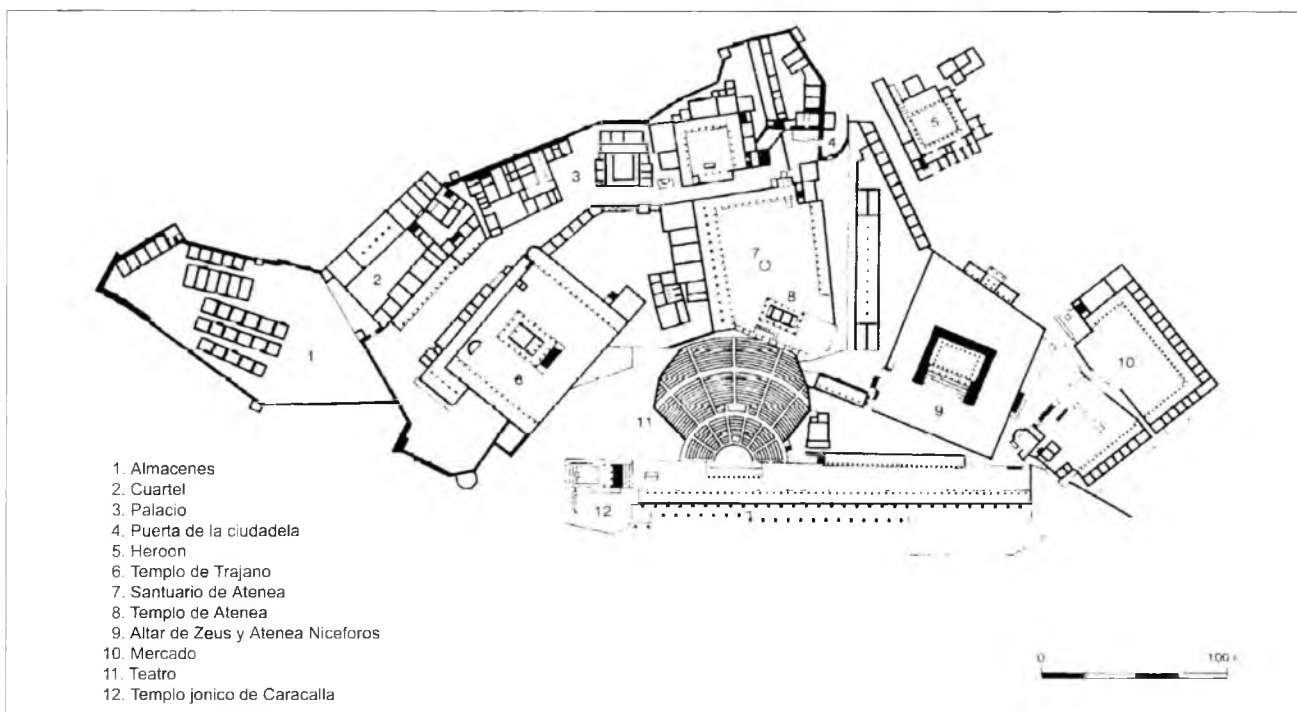 5
4
3
7
2
8
10
6
1
9
11
12
1. Almacenes
2. Cuartel
3. Palacio
4. Puerta de la ciudadela
5. Heroon
6. Templo de Trajano
7. Santuario de Atenea
8. Templo de Atenea
9. Altar de Zeus y Atenea Niceforos
10. Mercado
11. Teatro
12. Templo jonico de Caracalla
0 100